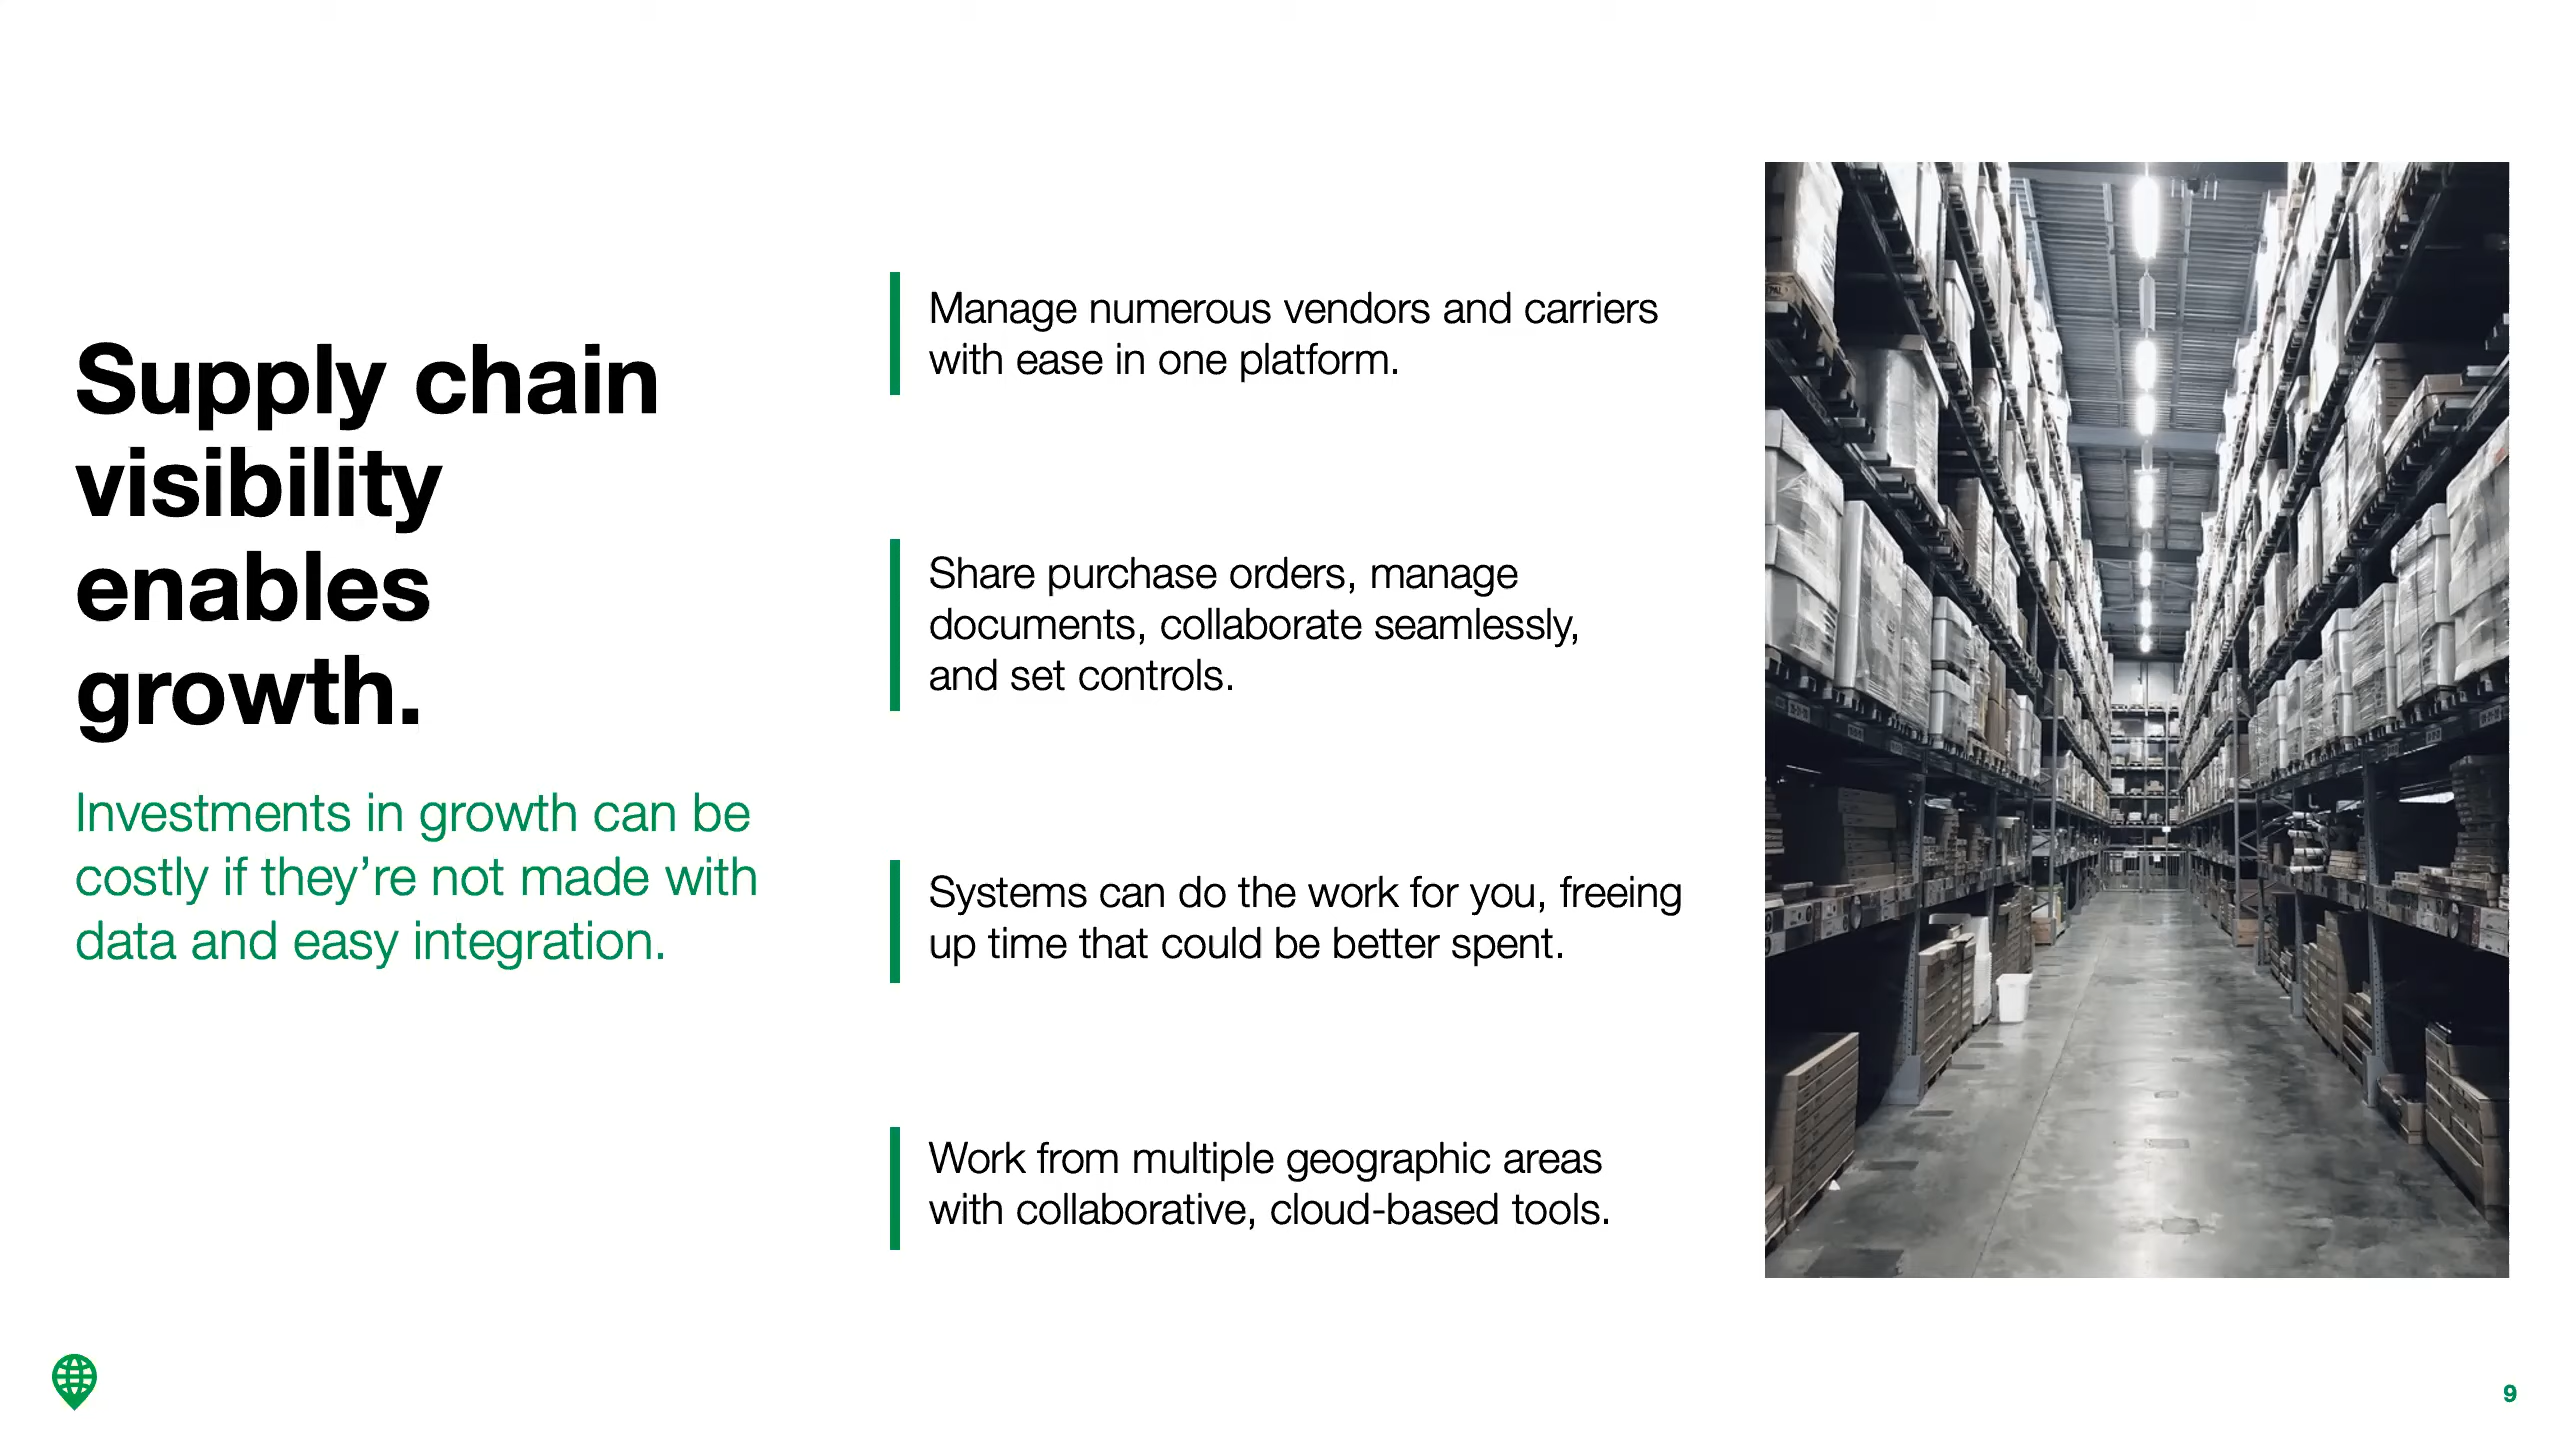 Supply chain
visibility
enables
growth.
Investments in growth can be
costly if they’re not made with
data and easy integration.
Manage numerous vendors and carriers
with ease in one platform.
Share purchase orders, manage
documents, collaborate seamlessly,
and set controls.
Systems can do the work for you, freeing
up time that could be better spent.
Work from multiple geographic areas
with collaborative, cloud-based tools.
9